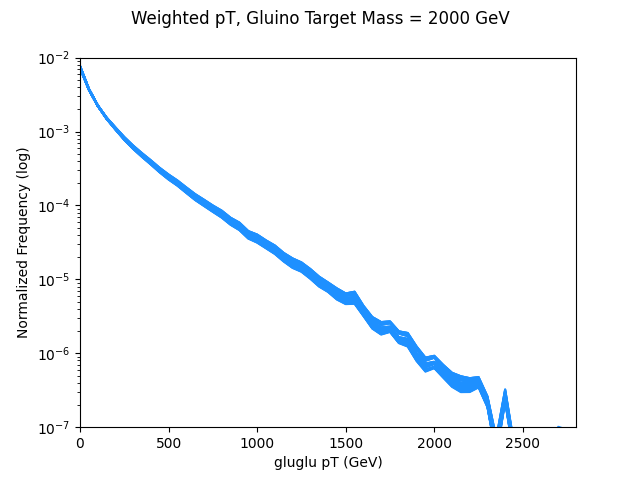 Weighted pT, Gluino Target Mass = 2000 GeV
Normalized Frequency (log)
10⁻²
10⁻³
10⁻⁴
10⁻⁵
10⁻⁶
10⁻⁷
0 500 1000 1500 2000 2500
gluglu pT (GeV)